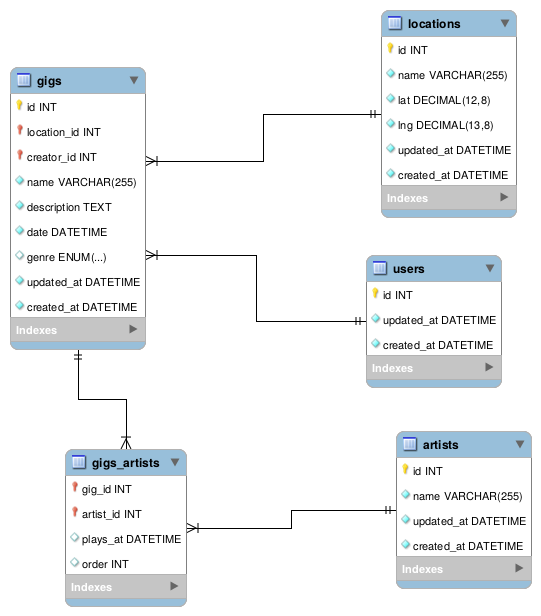 gigs
id INT
location_id INT
creator_id INT
name VARCHAR(255)
description TEXT
date DATETIME
genre ENUM(...)
updated_at DATETIME
created_at DATETIME
Indexes
locations
id INT
name VARCHAR(255)
lat DECIMAL(12,8)
lng DECIMAL(13,8)
updated_at DATETIME
created_at DATETIME
Indexes
users
id INT
updated_at DATETIME
created_at DATETIME
Indexes
gigs_artists
gig_id INT
artist_id INT
plays_at DATETIME
order INT
Indexes
artists
id INT
name VARCHAR(255)
updated_at DATETIME
created_at DATETIME
Indexes